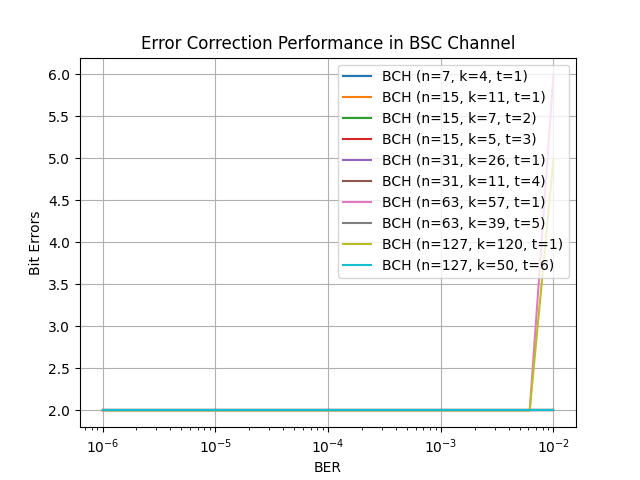 Error Correction Performance in BSC Channel
Bit Errors
6.0
5.5
5.0
4.5
4.0
3.5
3.0
2.5
2.0
BCH (n=7, k=4, t=1)
BCH (n=15, k=11, t=1)
BCH (n=15, k=7, t=2)
BCH (n=15, k=5, t=3)
BCH (n=31, k=26, t=1)
BCH (n=31, k=11, t=4)
BCH (n=63, k=57, t=1)
BCH (n=63, k=39, t=5)
BCH (n=127, k=120, t=1)
BCH (n=127, k=50, t=6)
10⁻⁶ 10⁻⁵ 10⁻⁴ 10⁻³ 10⁻²
BER